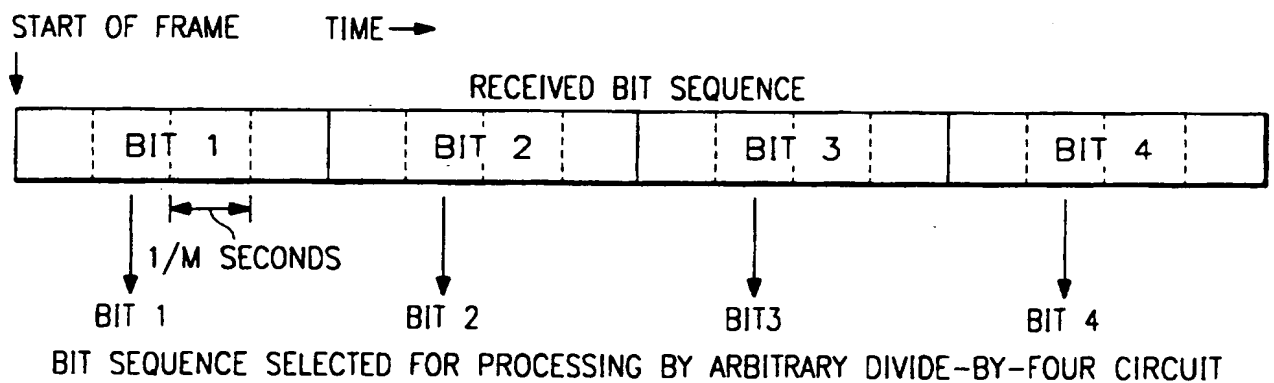 START OF FRAME TIME
RECEIVED BIT SEQUENCE
BIT 1 BIT 2 BIT 3 BIT 4
1/M SECONDS
BIT 1 BIT 2 BIT3 BIT 4
BIT SEQUENCE SELECTED FOR PROCESSING BY ARBITRARY DIVIDE-BY-FOUR CIRCUIT